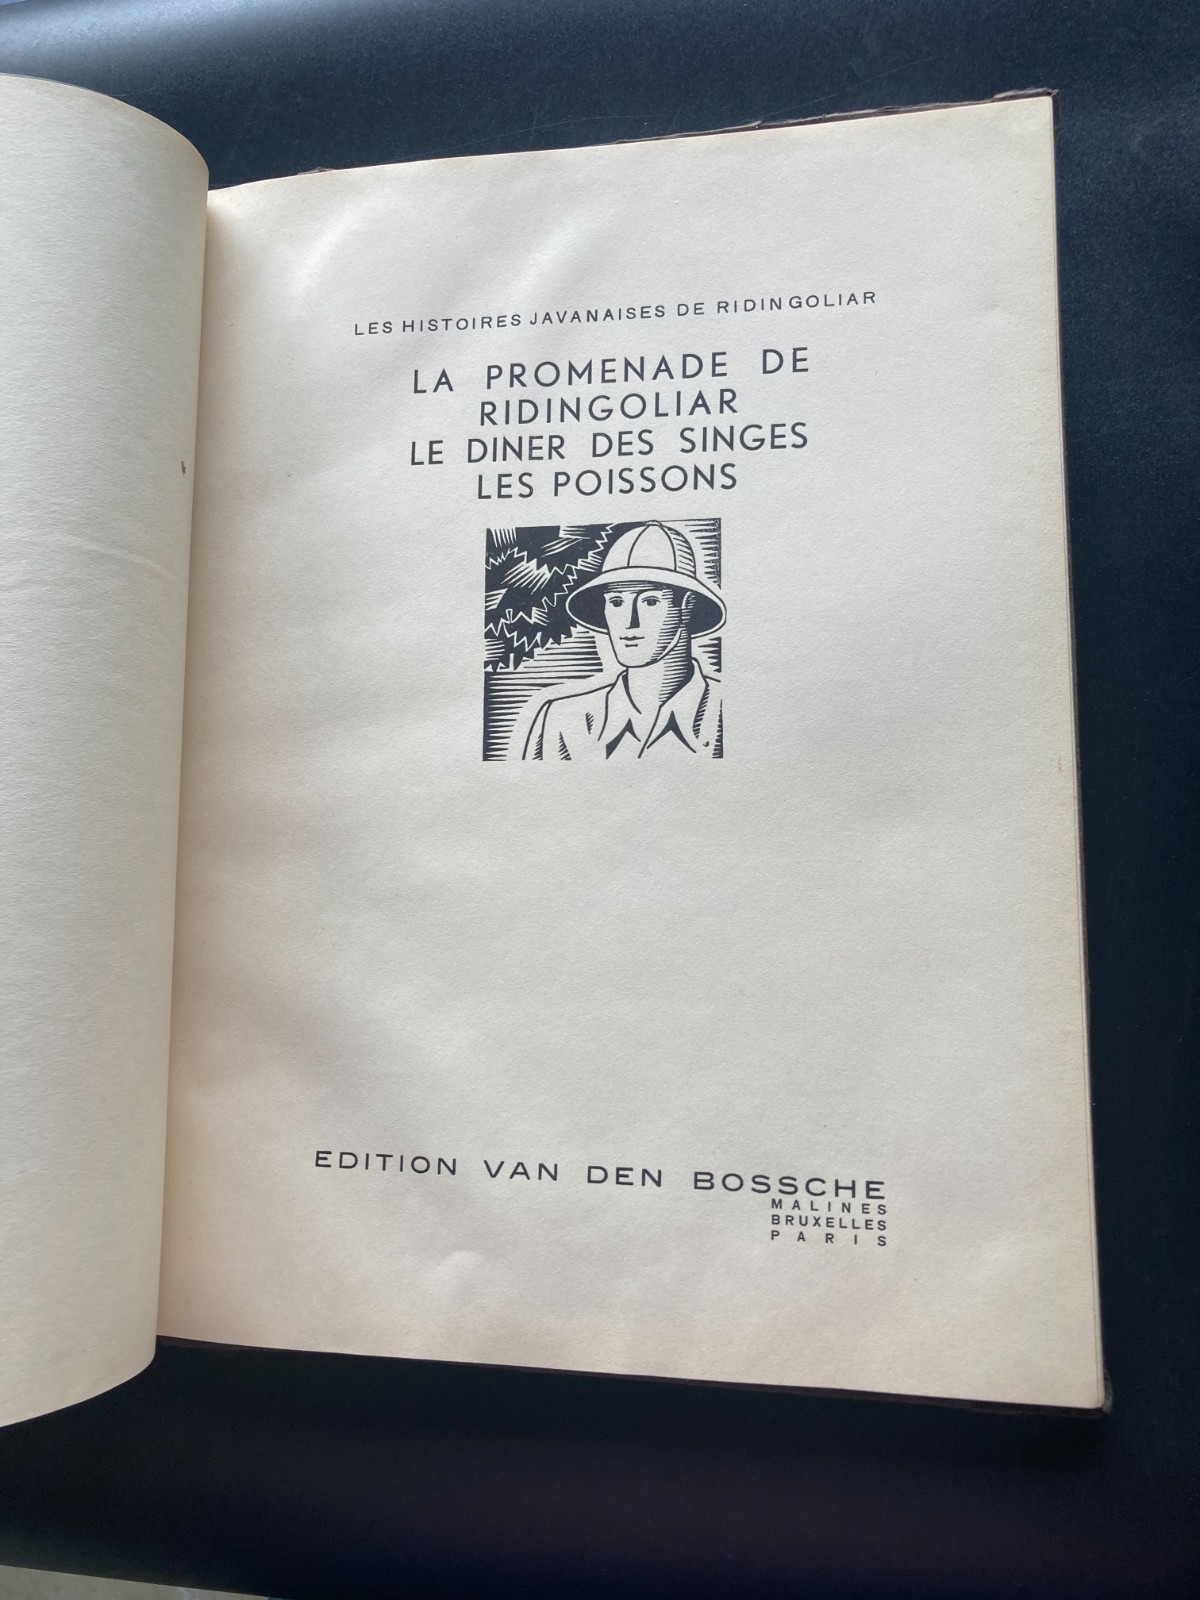 LES HISTOIRES JAVANAISES DE RIDINGOLIAR
LA PROMENADE DE
RIDINGOLIAR
LE DINER DES SINGES
LES POISSONS
EDITION VAN DEN BOSSCHE
MALINES
BRUXELLES
PARIS